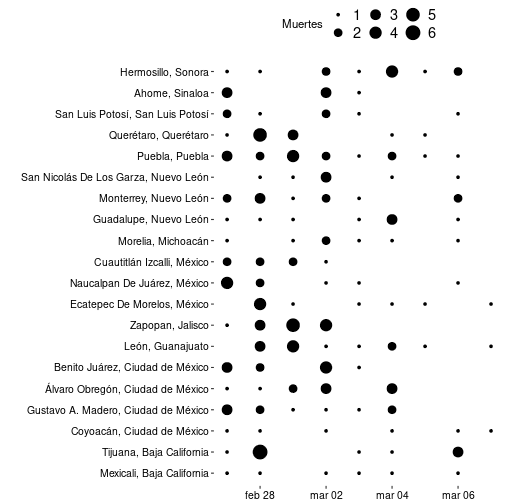 Muertes
1 3 5
2 4 6
Hermosillo, Sonora
Ahome, Sinaloa
San Luis Potosí, San Luis Potosí
Querétaro, Querétaro
Puebla, Puebla
San Nicolás De Los Garza, Nuevo León
Monterrey, Nuevo León
Guadalupe, Nuevo León
Morelia, Michoacán
Cuautitlán Izcalli, México
Naucalpan De Juárez, México
Ecatepec De Morelos, México
Zapopan, Jalisco
León, Guanajuato
Benito Juárez, Ciudad de México
Álvaro Obregón, Ciudad de México
Gustavo A. Madero, Ciudad de México
Coyoacán, Ciudad de México
Tijuana, Baja California
Mexicali, Baja California
feb 28 mar 02 mar 04 mar 06